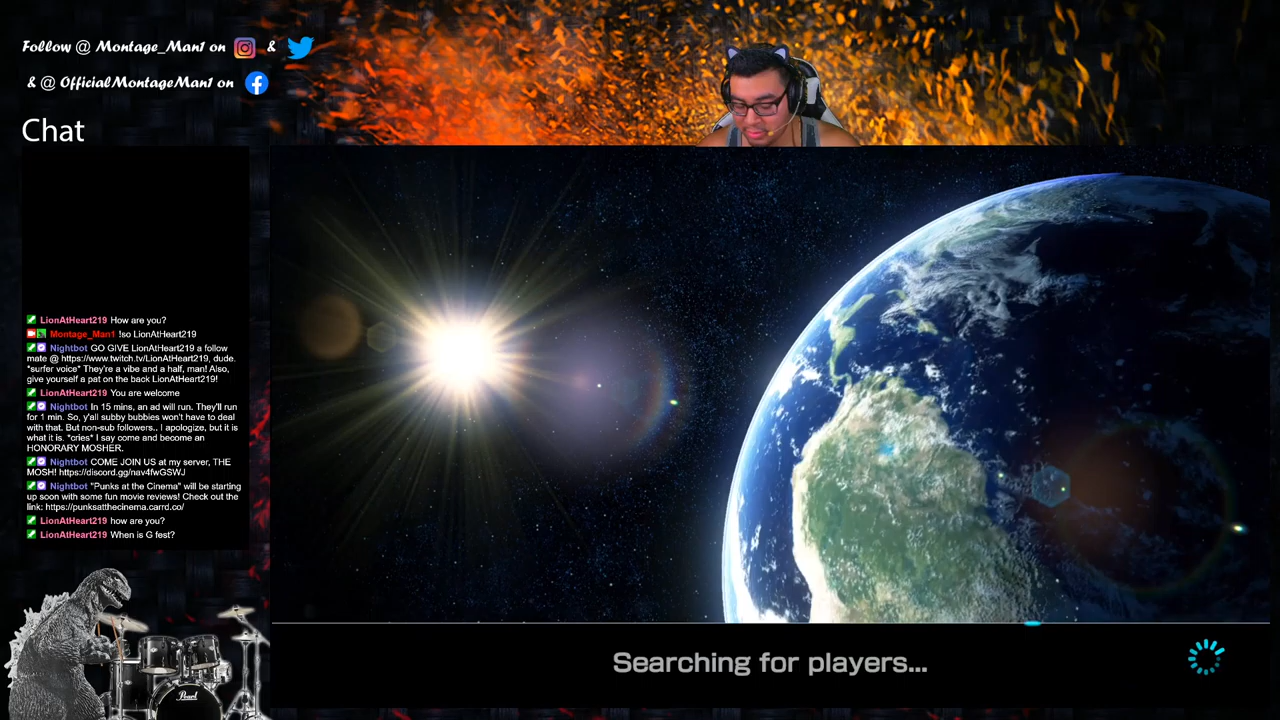 Follow @ Montage_Man1 on &
& @ OfficialMontageMan1 on
Chat
LionAtHeart219 How are you?
Montage_Man1 !so LionAtHeart219
Nightbot GO GIVE LionAtHeart219 a follow
mate @ https://www.twitch.tv/LionAtHeart219, dude.
*surfer voice* They're a vibe and a half, man! Also,
give yourself a pat on the back LionAtHeart219!
LionAtHeart219 You are welcome
Nightbot In 15 mins, an ad will run. They'll run
for 1 min. So, y'all subby bubbies won't have to deal
with that. But non-sub followers.. I apologize, but it is
what it is. *cries* I say come and become an
HONORARY MOSHER.
Nightbot COME JOIN US at my server, THE
MOSH! https://discord.gg/nav4fwGSWJ
Nightbot "Punks at the Cinema" will be starting
up soon with some fun movie reviews! Check out the
link: https://punksatthecinema.carrd.co/
LionAtHeart219 how are you?
LionAtHeart219 When is G fest?
Pearl
Searching for players...